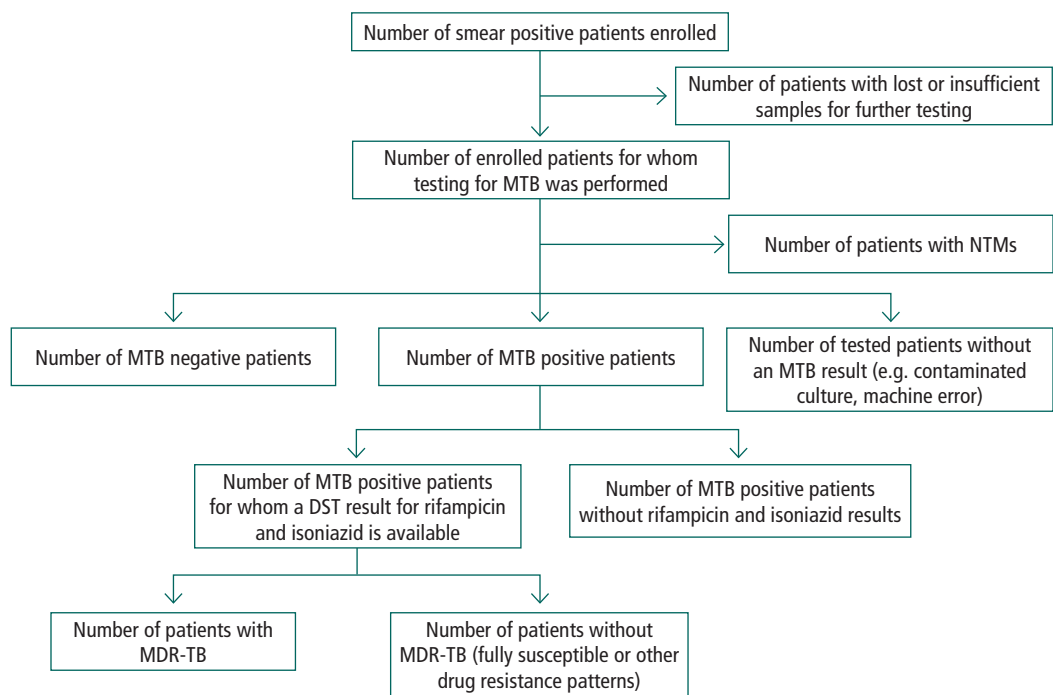 Number of smear positive patients enrolled
Number of patients with lost or insufficient
samples for further testing
Number of enrolled patients for whom
testing for MTB was performed
Number of patients with NTMs
Number of MTB negative patients
Number of MTB positive patients
Number of tested patients without
an MTB result (e.g. contaminated
culture, machine error)
Number of MTB positive patients
for whom a DST result for rifampicin
and isoniazid is available
Number of MTB positive patients
without rifampicin and isoniazid results
Number of patients with
MDR-TB
Number of patients without
MDR-TB (fully susceptible or other
drug resistance patterns)